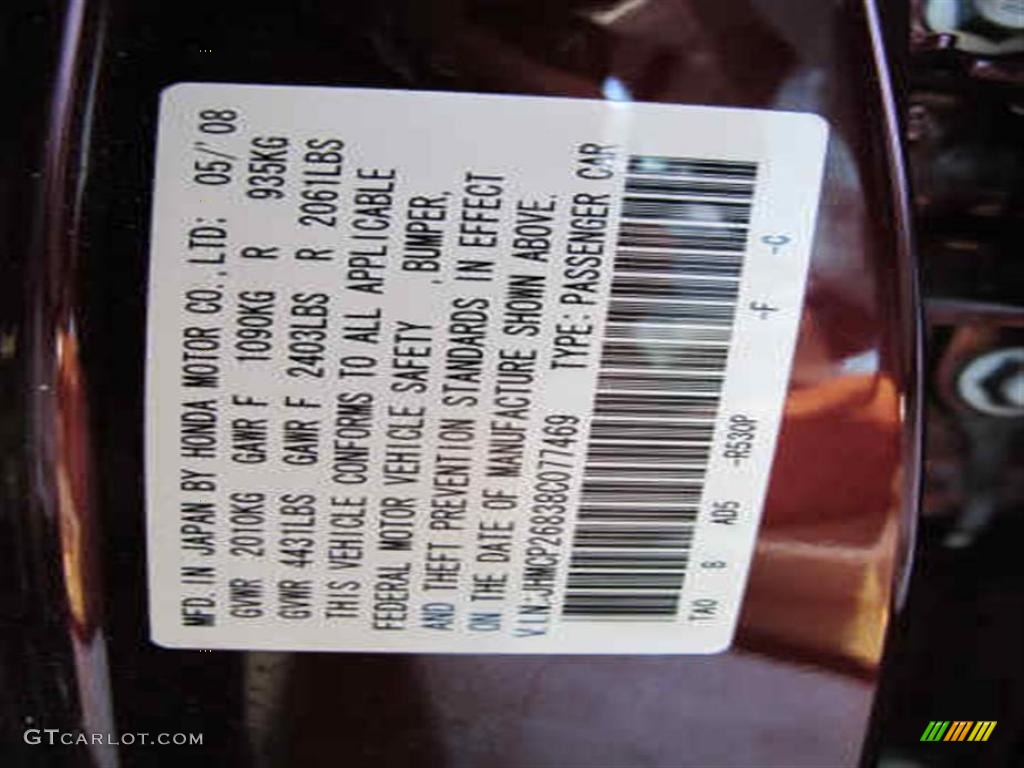 MFD. IN JAPAN BY HONDA MOTOR CO., LTD: 05/'08
GVWR 2010KG GAWR F 1090KG R 935KG
GVWR 4431LBS GAWR F 2403LBS R 2061LBS
THIS VEHICLE CONFORMS TO ALL APPLICABLE
FEDERAL MOTOR VEHICLE SAFETY , BUMPER,
AND THEFT PREVENTION STANDARDS IN EFFECT
ON THE DATE OF MANUFACTURE SHOWN ABOVE.
V.I.N:JHMCP26838C077469 TYPE: PASSENGER CAR
TA0 B AD5 -R530P -F -C
GTCARLOT.COM